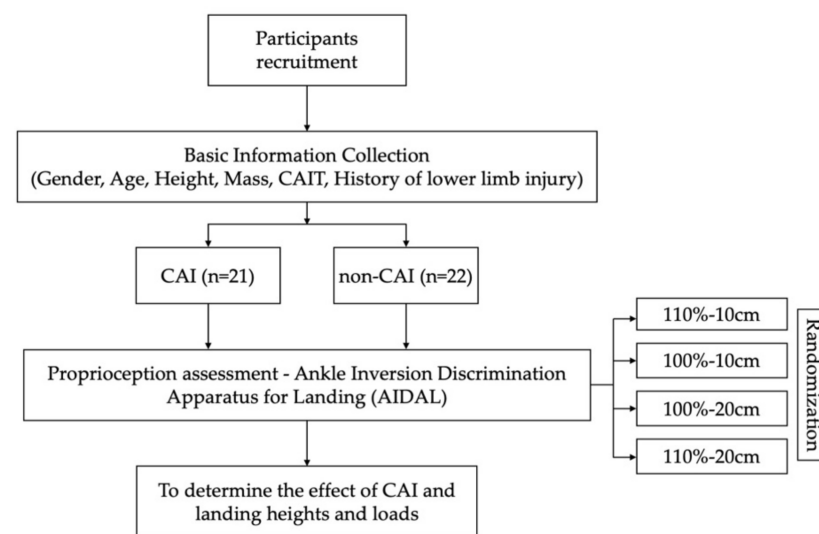 Participants
recruitment
Basic Information Collection
(Gender, Age, Height, Mass, CAIT, History of lower limb injury)
CAI (n=21)
non-CAI (n=22)
Proprioception assessment - Ankle Inversion Discrimination
Apparatus for Landing (AIDAL)
110%-10cm
100%-10cm
100%-20cm
110%-20cm
Randomization
To determine the effect of CAI and
landing heights and loads